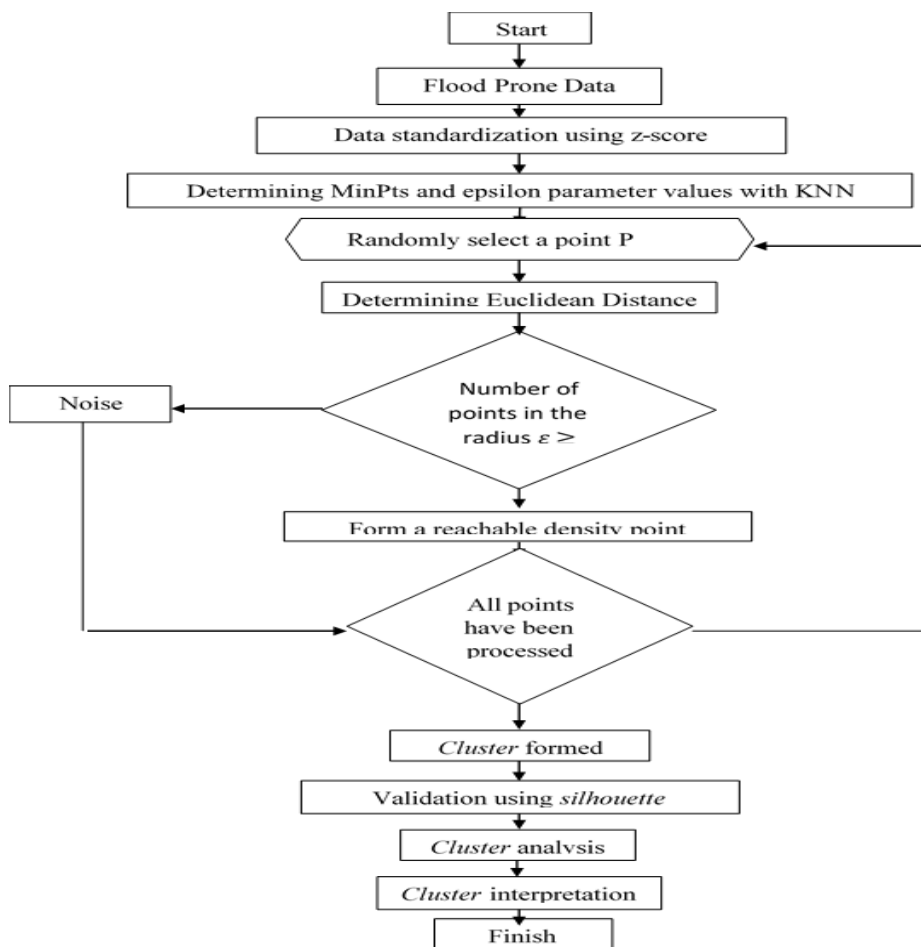 Start
Flood Prone Data
Data standardization using z-score
Determining MinPts and epsilon parameter values with KNN
Randomly select a point P
Determining Euclidean Distance
Number of
points in the
radius ε ≥
Noise
Form a reachable density point
All points
have been
processed
Cluster formed
Validation using silhouette
Cluster analysis
Cluster interpretation
Finish